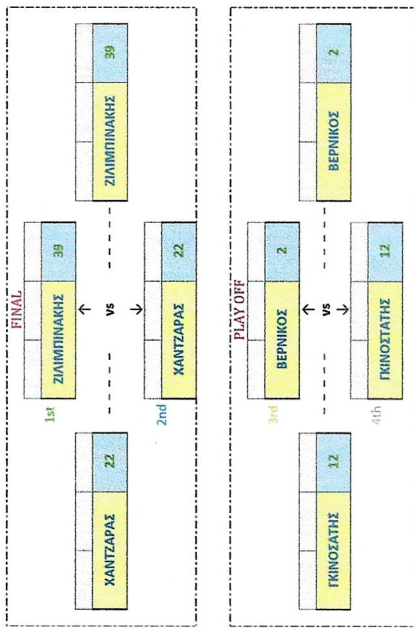 FINAL
1st ΖΙΛΙΜΠΙΝΑΚΗΣ 39
ΧΑΝΤΖΑΡΑΣ 22 vs ΖΙΛΙΜΠΙΝΑΚΗΣ 39
2nd ΧΑΝΤΖΑΡΑΣ 22
PLAY OFF
3rd ΒΕΡΝΙΚΟΣ 2
ΓΚΙΝΟΣΑΤΗΣ 12 vs ΒΕΡΝΙΚΟΣ 2
4th ΓΚΙΝΟΣΤΑΤΗΣ 12